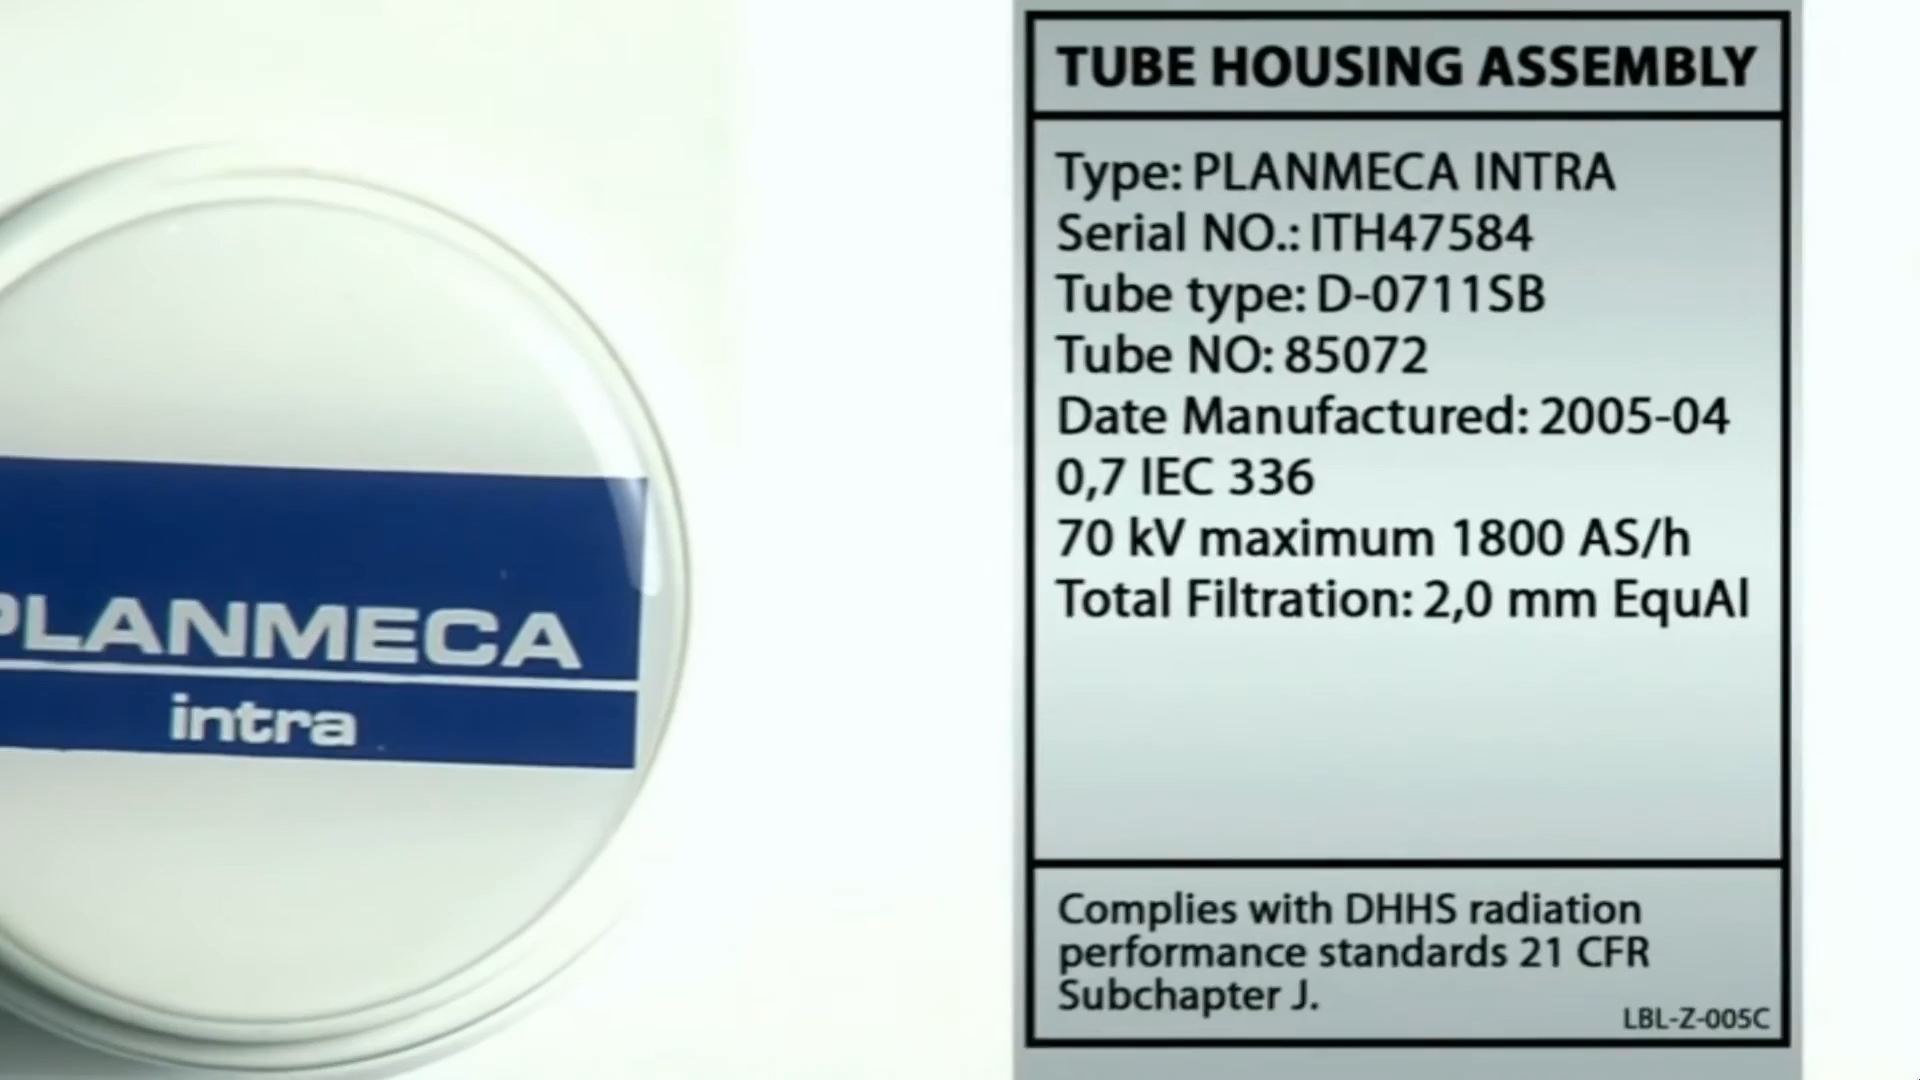 PLANMECA
intra
TUBE HOUSING ASSEMBLY
Type: PLANMECA INTRA
Serial NO.: ITH47584
Tube type: D-0711SB
Tube NO: 85072
Date Manufactured: 2005-04
0,7 IEC 336
70 kV maximum 1800 AS/h
Total Filtration: 2,0 mm EquAl
Complies with DHHS radiation
performance standards 21 CFR
Subchapter J.
LBL-Z-005C